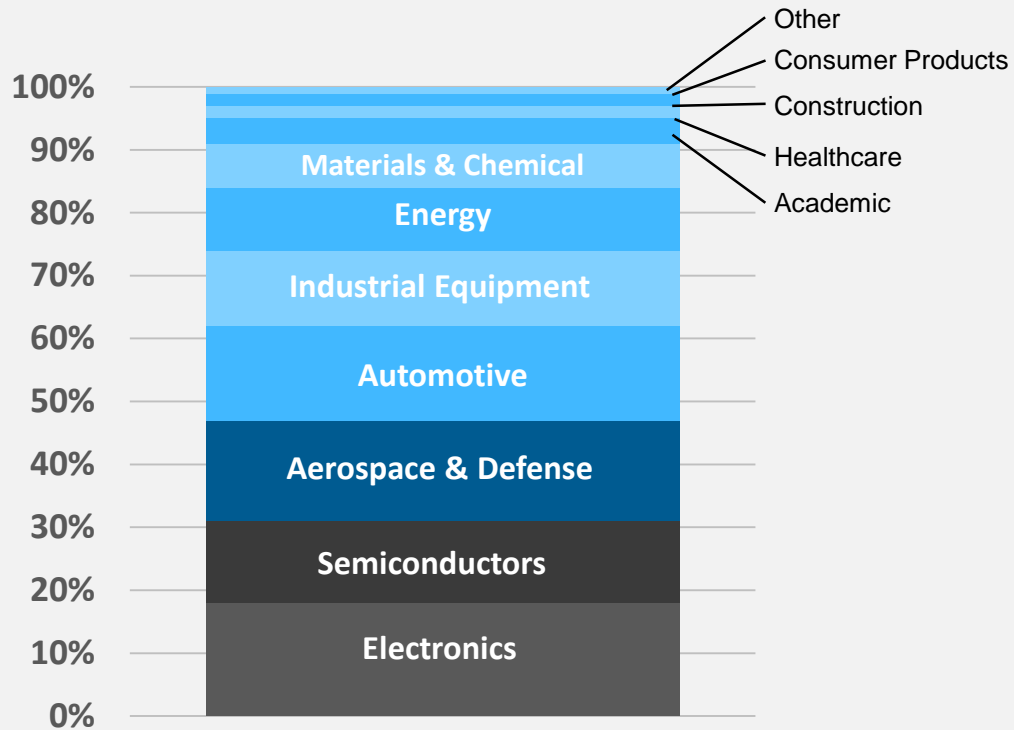 Other
Consumer Products
Construction
Healthcare
Academic
100%
90%
80%
70%
60%
50%
40%
30%
20%
10%
0%
Materials & Chemical
Energy
Industrial Equipment
Automotive
Aerospace & Defense
Semiconductors
Electronics